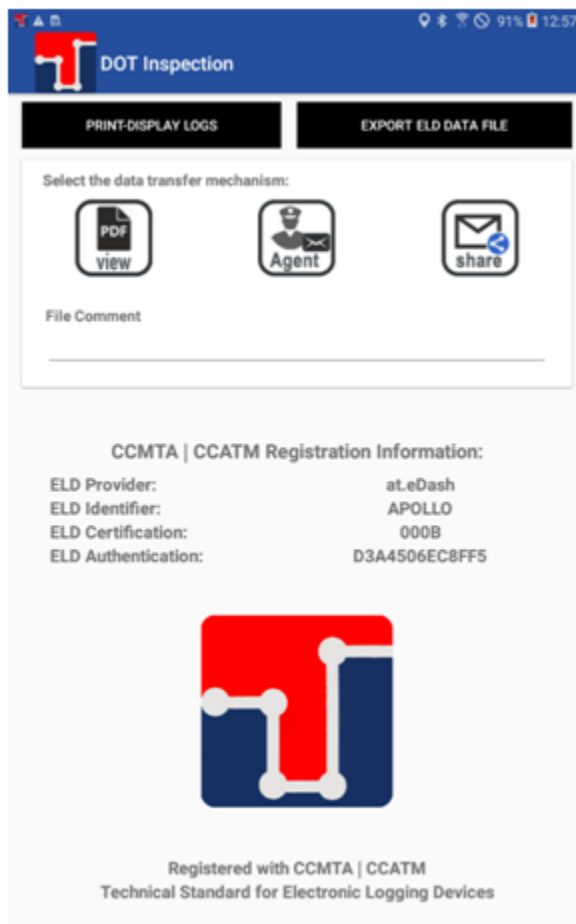 91% 12:57
DOT Inspection
PRINT-DISPLAY LOGS EXPORT ELD DATA FILE
Select the data transfer mechanism:
PDF
view Agent share
File Comment
CCMTA | CCATM Registration Information:
ELD Provider: at.eDash
ELD Identifier: APOLLO
ELD Certification: 000B
ELD Authentication: D3A4506EC8FF5
Registered with CCMTA | CCATM
Technical Standard for Electronic Logging Devices